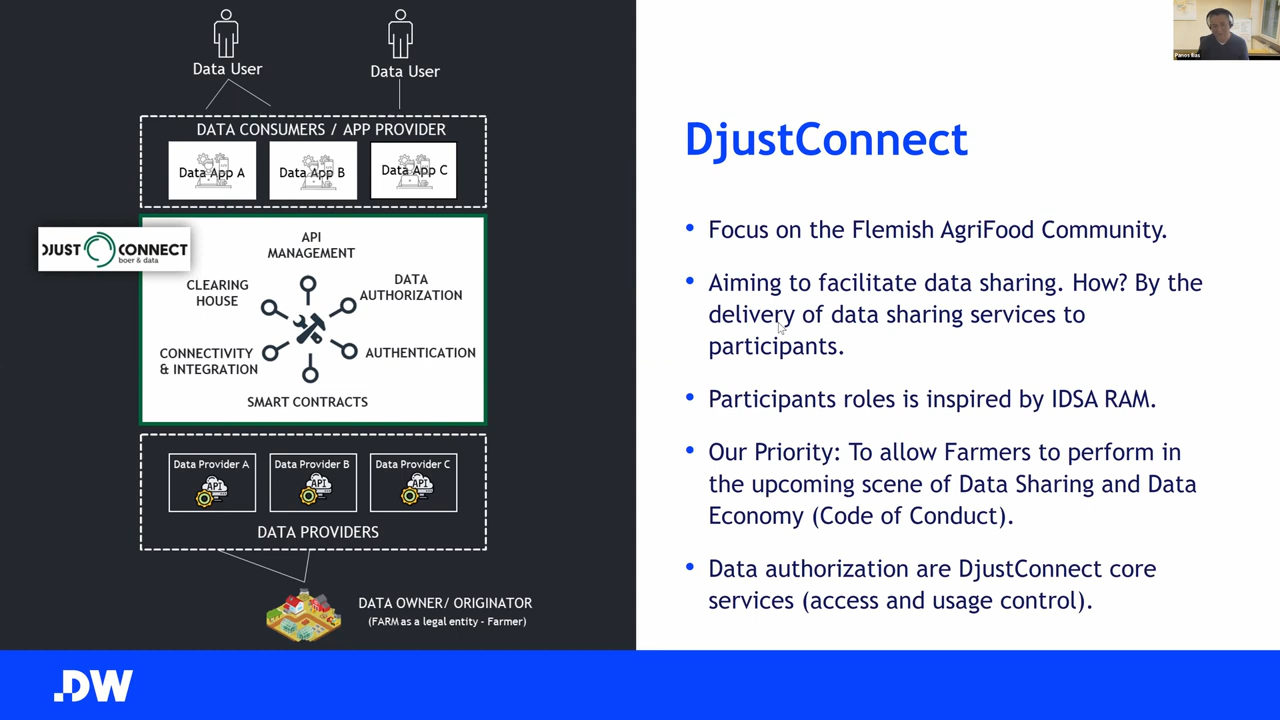 Data User
Data User
DATA CONSUMERS / APP PROVIDER
Data App A
Data App B
Data App C
DJUST CONNECT
boer & data
API
MANAGEMENT
CLEARING
HOUSE
DATA
AUTHORIZATION
CONNECTIVITY
& INTEGRATION
AUTHENTICATION
SMART CONTRACTS
Data Provider A
Data Provider B
Data Provider C
API
API
API
DATA PROVIDERS
DATA OWNER/ ORIGINATOR
(FARM as a legal entity - Farmer)
Panos Ilias
DjustConnect
• Focus on the Flemish AgriFood Community.
• Aiming to facilitate data sharing. How? By the
delivery of data sharing services to
participants.
• Participants roles is inspired by IDSA RAM.
• Our Priority: To allow Farmers to perform in
the upcoming scene of Data Sharing and Data
Economy (Code of Conduct).
• Data authorization are DjustConnect core
services (access and usage control).
.DW